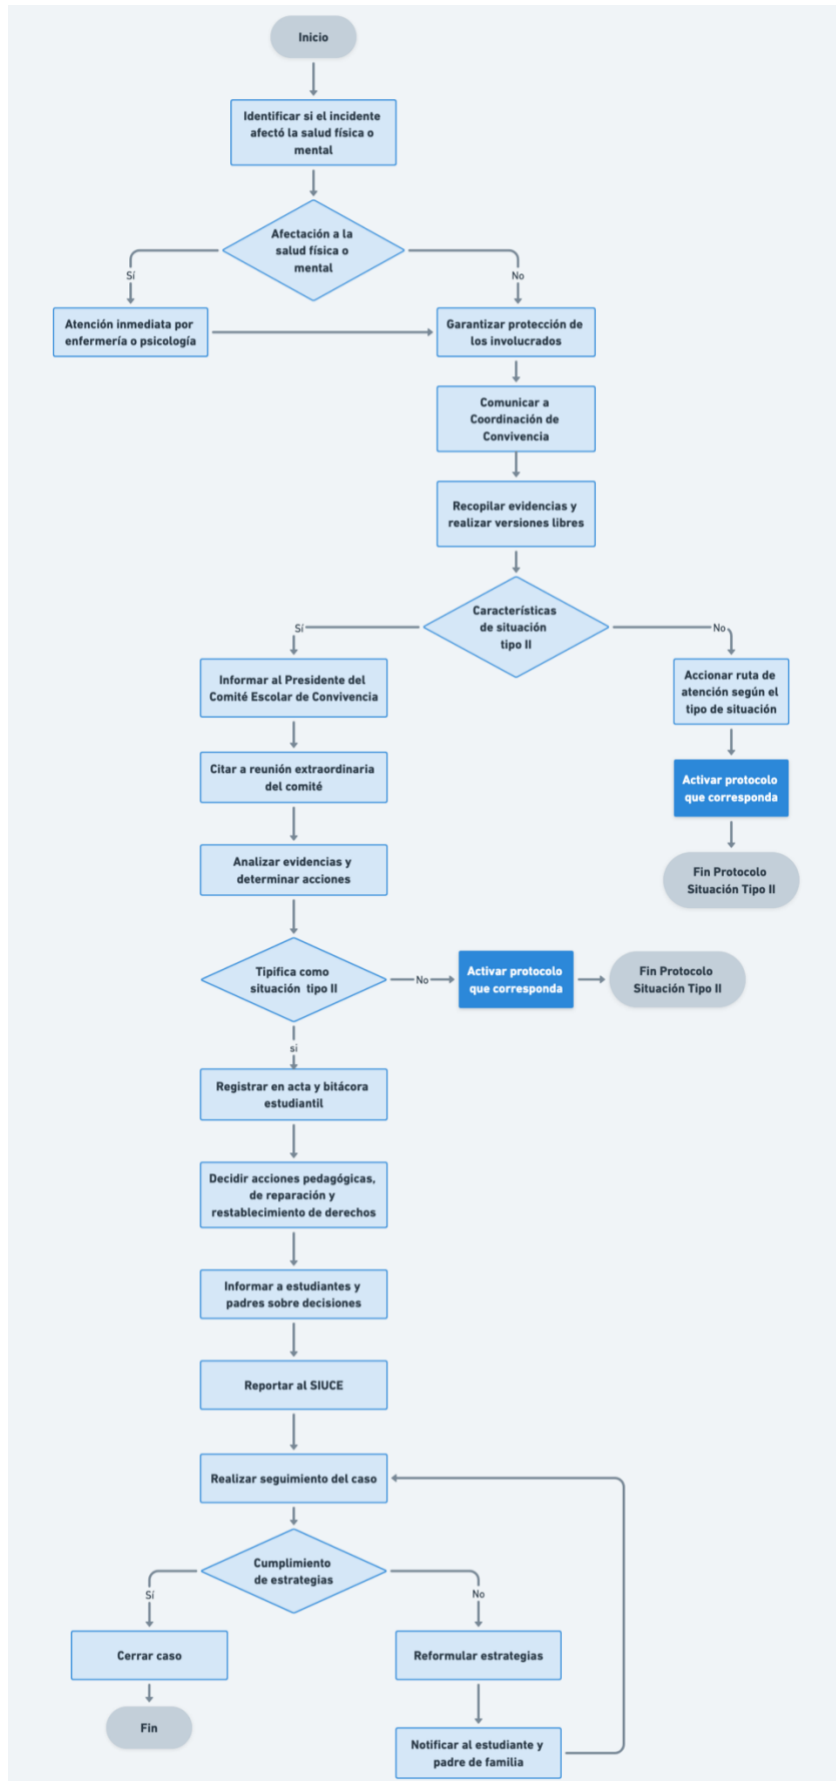 Inicio
Identificar si el incidente
afectó la salud física o
mental
Afectación a la
salud física o
mental
Sí
No
Atención inmediata por
enfermería o psicología
Garantizar protección de
los involucrados
Comunicar a
Coordinación de
Convivencia
Recopilar evidencias y
realizar versiones libres
Características
de situación
tipo II
Sí
No
Informar al Presidente del
Comité Escolar de Convivencia
Accionar ruta de
atención según el
tipo de situación
Citar a reunión extraordinaria
del comité
Activar protocolo
que corresponda
Analizar evidencias y
determinar acciones
Fin Protocolo
Situación Tipo II
Tipifica como
situación tipo II
No
Activar protocolo
que corresponda
Fin Protocolo
Situación Tipo II
si
Registrar en acta y bitácora
estudiantil
Decidir acciones pedagógicas,
de reparación y
restablecimiento de derechos
Informar a estudiantes y
padres sobre decisiones
Reportar al SIUCE
Realizar seguimiento del caso
Cumplimiento
de estrategias
Sí
No
Cerrar caso
Reformular estrategias
Fin
Notificar al estudiante y
padre de familia